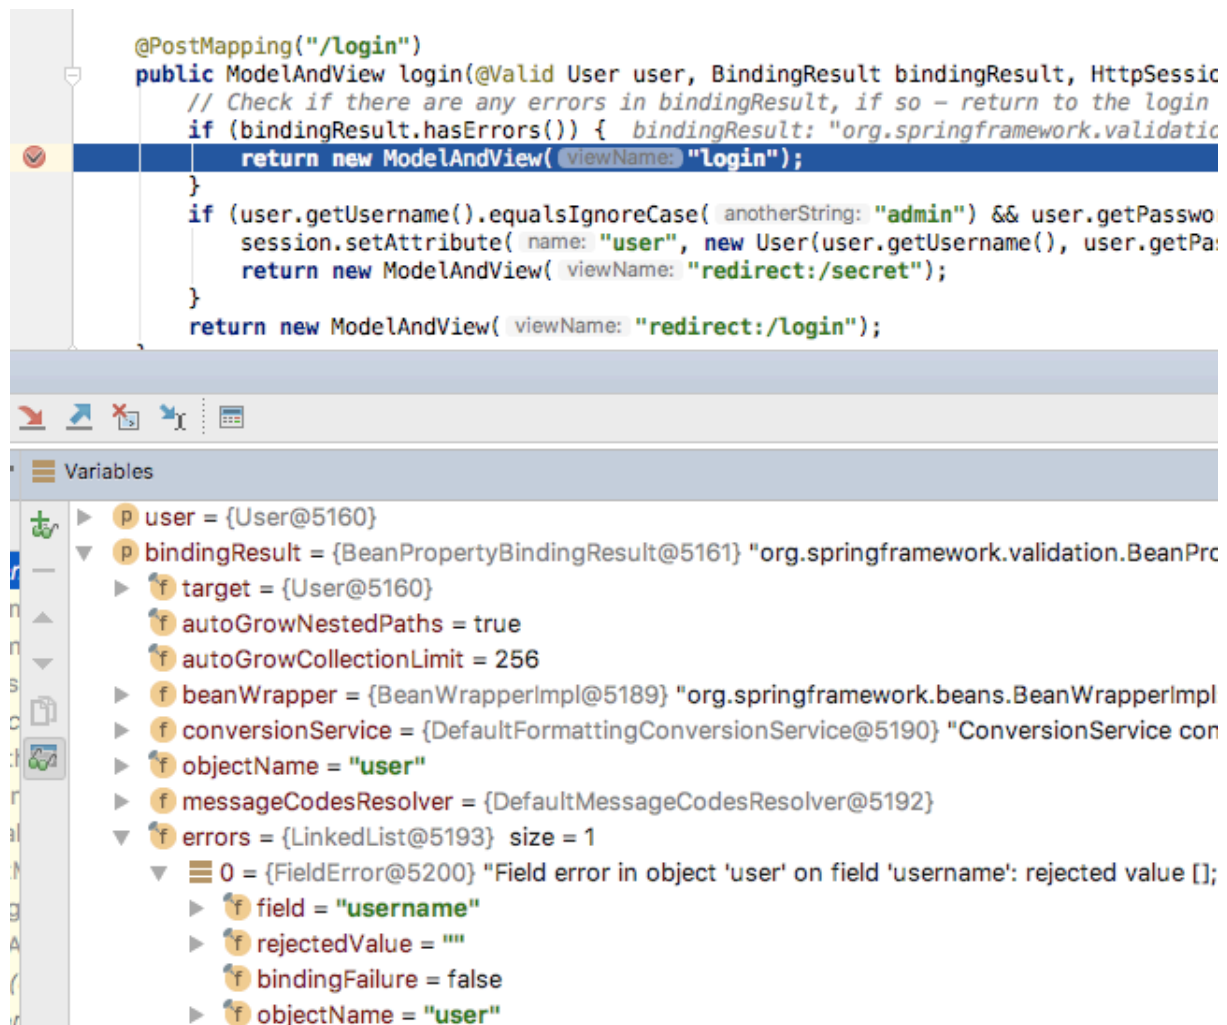 @PostMapping("/login")
public ModelAndView login(@Valid User user, BindingResult bindingResult, HttpSessio
// Check if there are any errors in bindingResult, if so – return to the login
if (bindingResult.hasErrors()) { bindingResult: "org.springframework.validatio
return new ModelAndView( viewName: "login");
}
if (user.getUsername().equalsIgnoreCase( anotherString: "admin") && user.getPasswo
session.setAttribute( name: "user", new User(user.getUsername(), user.getPas
return new ModelAndView( viewName: "redirect:/secret");
}
return new ModelAndView( viewName: "redirect:/login");
Variables
user = {User@5160}
bindingResult = {BeanPropertyBindingResult@5161} "org.springframework.validation.BeanPro
target = {User@5160}
autoGrowNestedPaths = true
autoGrowCollectionLimit = 256
beanWrapper = {BeanWrapperImpl@5189} "org.springframework.beans.BeanWrapperImpl
conversionService = {DefaultFormattingConversionService@5190} "ConversionService con
objectName = "user"
messageCodesResolver = {DefaultMessageCodesResolver@5192}
errors = {LinkedList@5193} size = 1
0 = {FieldError@5200} "Field error in object 'user' on field 'username': rejected value [];
field = "username"
rejectedValue = ""
bindingFailure = false
objectName = "user"